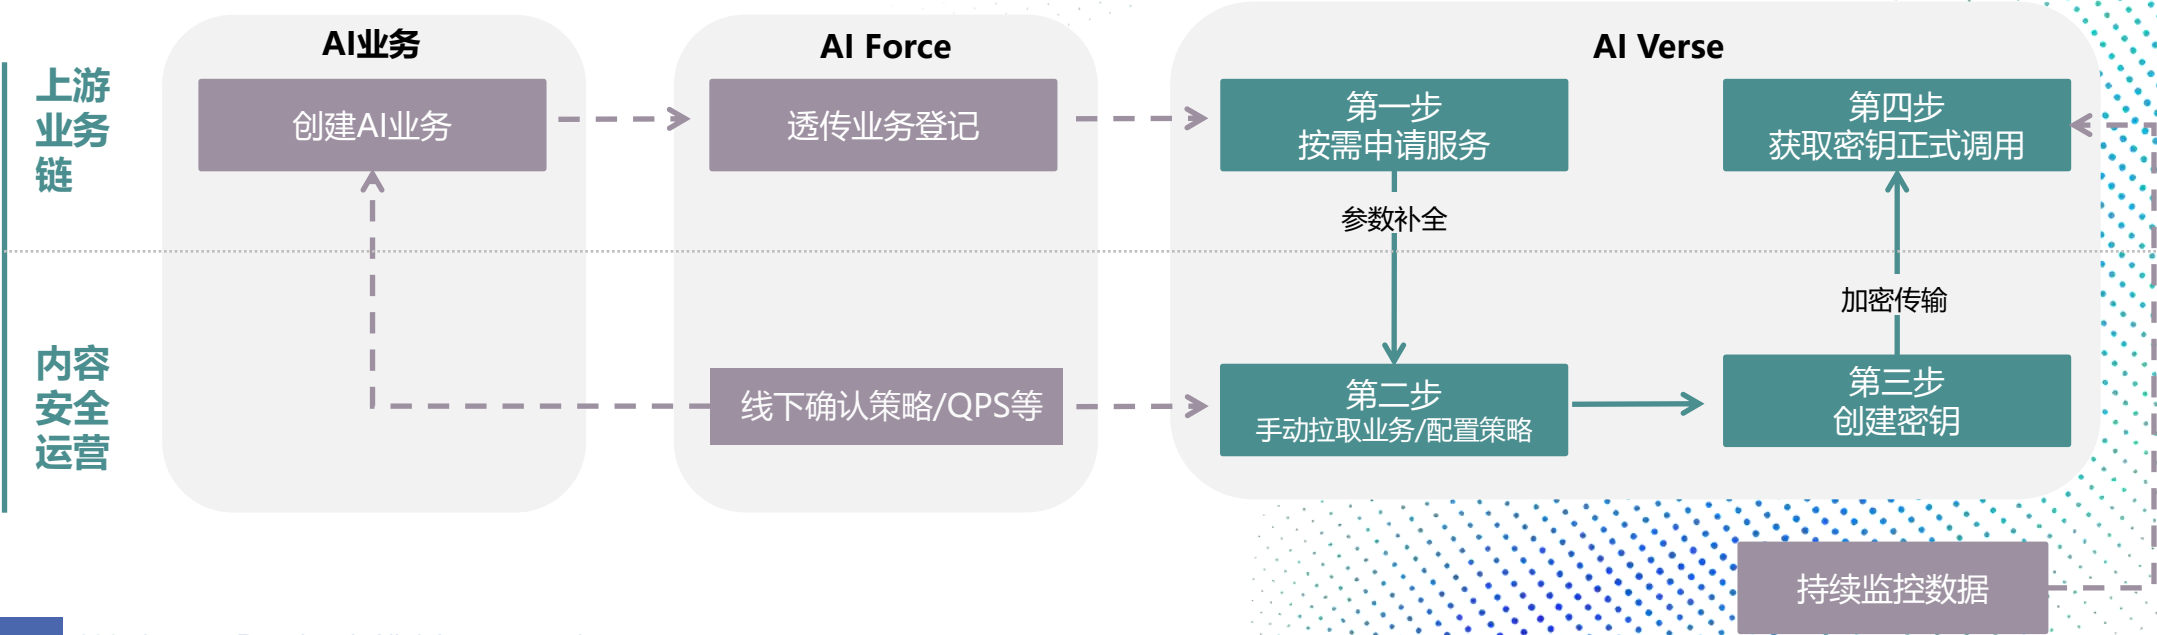 AI业务
AI Force
AI Verse
上游
业务
链
创建AI业务
透传业务登记
第一步
按需申请服务
第四步
获取密钥正式调用
参数补全
加密传输
内容
安全
运营
线下确认策略/QPS等
第二步
手动拉取业务/配置策略
第三步
创建密钥
持续监控数据